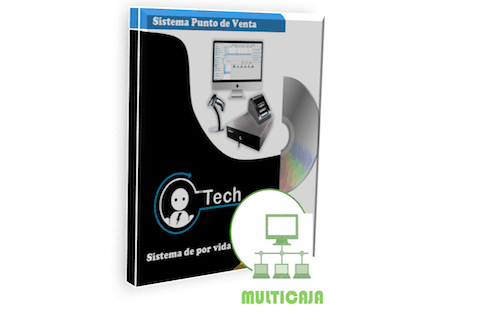 Sistema Punto de Venta
Tech
Sistema de por vida
MULTICAJA